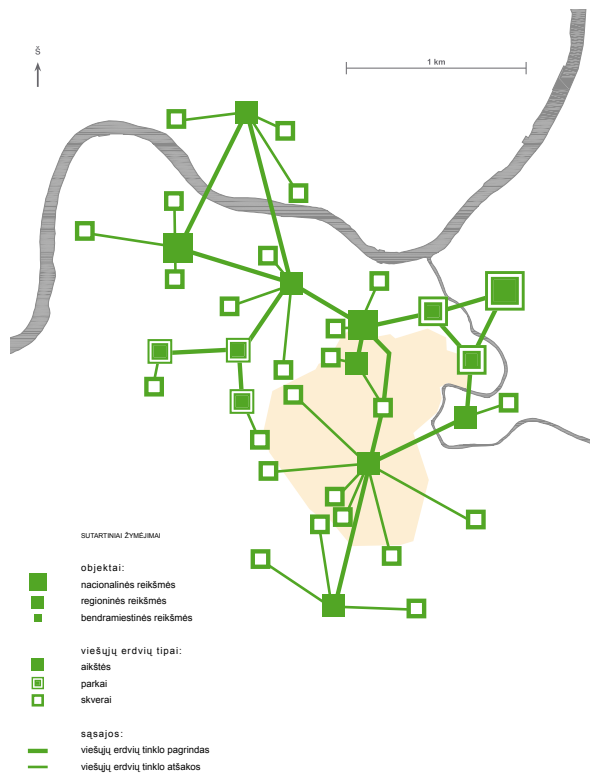 Š
1 km
SUTARTINIAI ŽYMĖJIMAI
objektai:
nacionalinės reikšmės
regioninės reikšmės
bendramiestinės reikšmės
viešųjų erdvių tipai:
aikštės
parkai
skverai
sąsajos:
viešųjų erdvių tinklo pagrindas
viešųjų erdvių tinklo atšakos